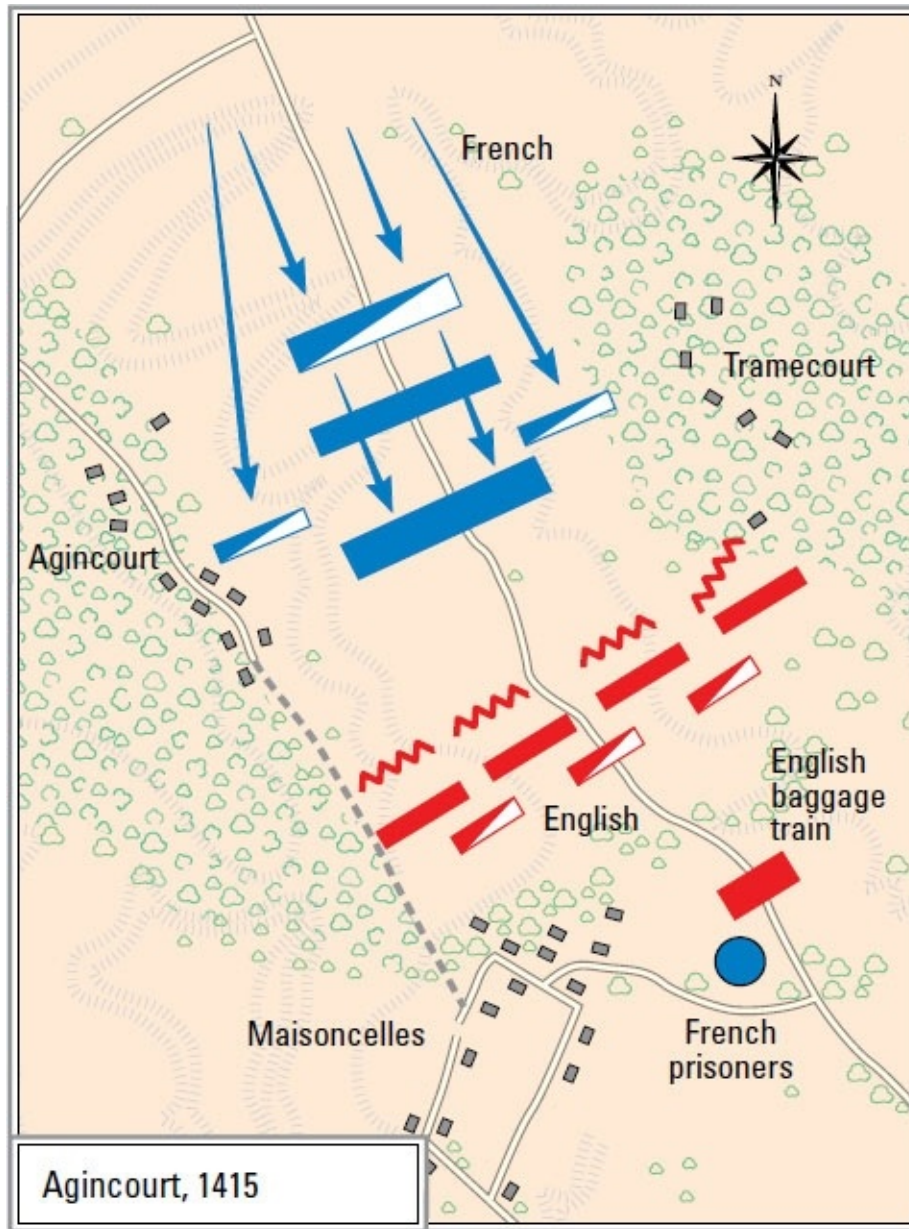 N
French
Tramecourt
Agincourt
English
baggage
train
English
Maisoncelles
French
prisoners
Agincourt, 1415